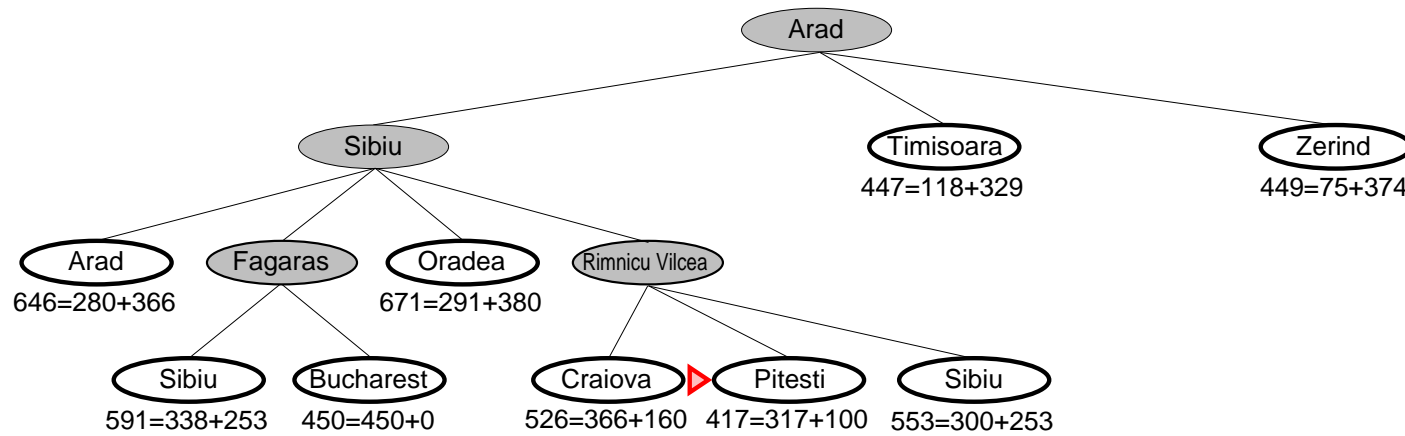 Arad
Sibiu
Timisoara
Zerind
447=118+329
449=75+374
Arad
Fagaras
Oradea
Rimnicu Vilcea
646=280+366
671=291+380
Sibiu
Bucharest
Craiova
Pitesti
Sibiu
591=338+253
450=450+0
526=366+160
417=317+100
553=300+253